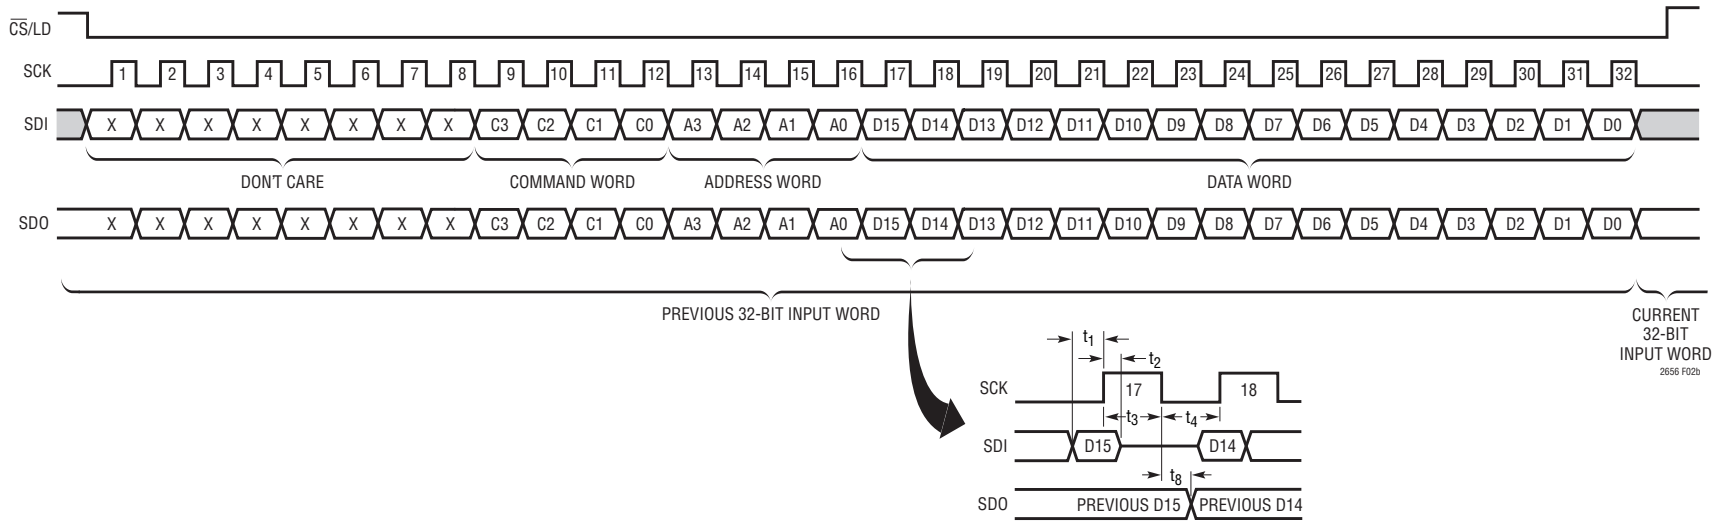 CS/LD
SCK 1 2 3 4 5 6 7 8 9 10 11 12 13 14 15 16 17 18 19 20 21 22 23 24 25 26 27 28 29 30 31 32
SDI X X X X X X X X C3 C2 C1 C0 A3 A2 A1 A0 D15 D14 D13 D12 D11 D10 D9 D8 D7 D6 D5 D4 D3 D2 D1 D0
DON'T CARE COMMAND WORD ADDRESS WORD DATA WORD
SDO X X X X X X X X C3 C2 C1 C0 A3 A2 A1 A0 D15 D14 D13 D12 D11 D10 D9 D8 D7 D6 D5 D4 D3 D2 D1 D0
PREVIOUS 32-BIT INPUT WORD
CURRENT
32-BIT
INPUT WORD
2656 F02b
t1
t2
SCK 17 18
t3 t4
SDI D15 D14
t8
SDO PREVIOUS D15 PREVIOUS D14